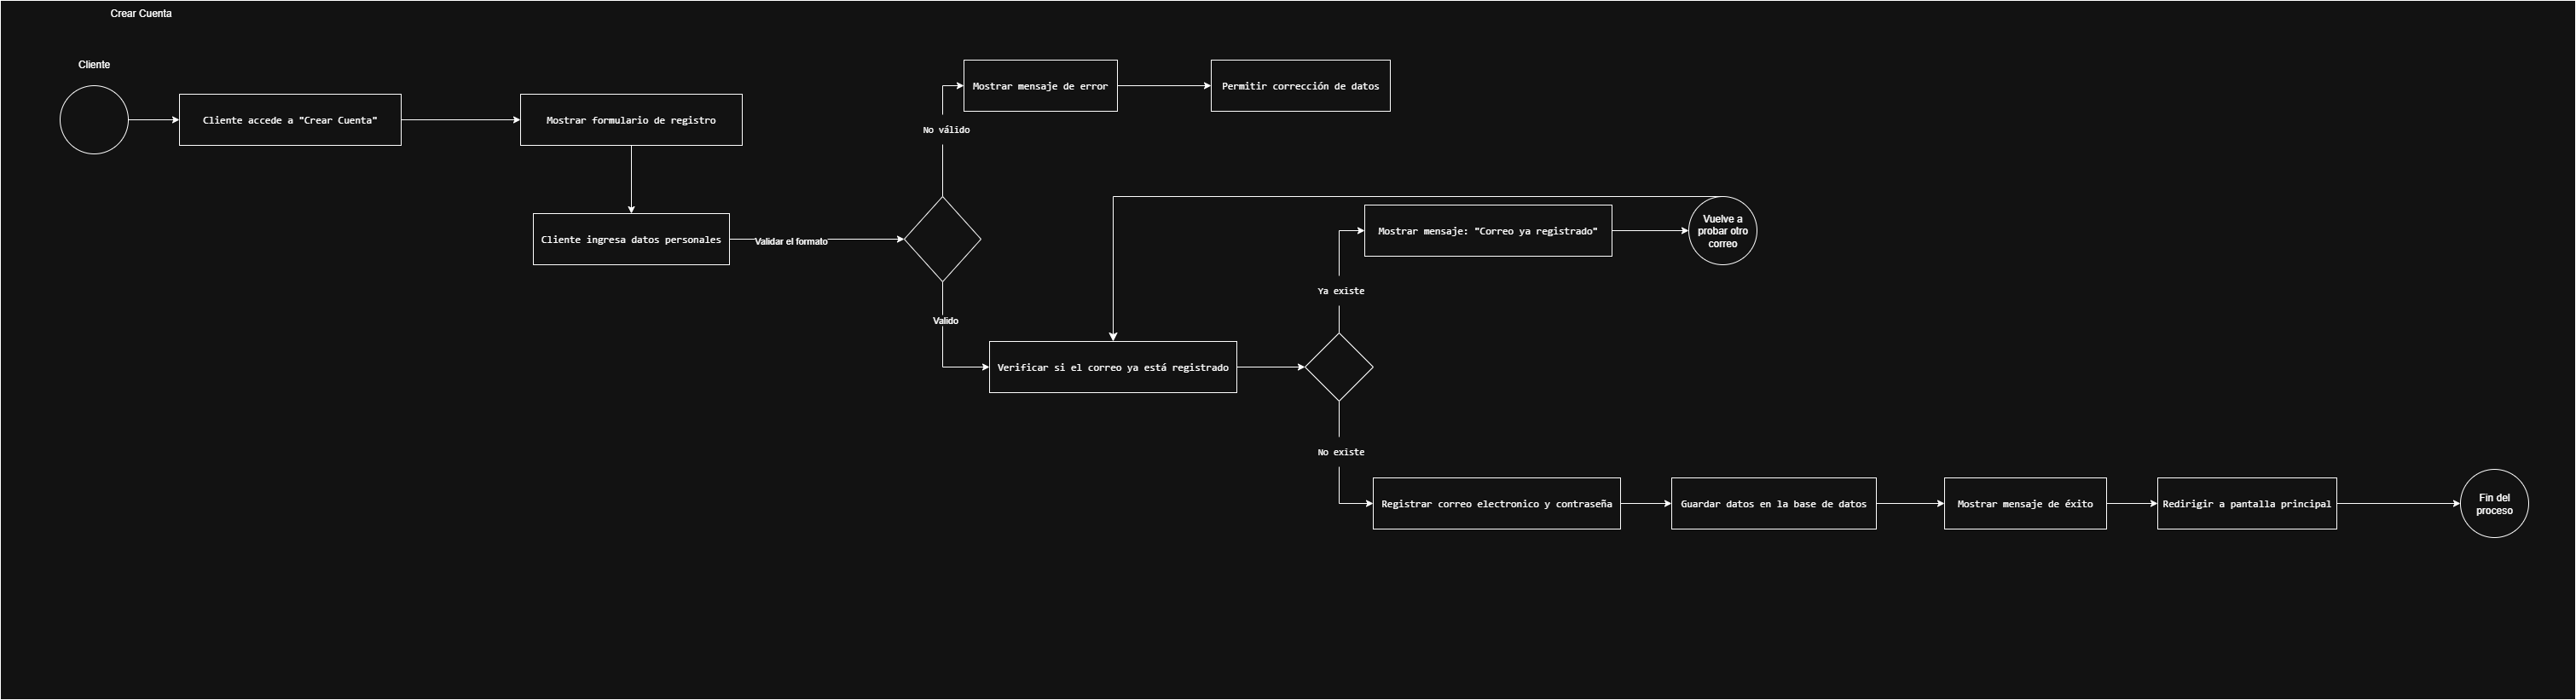 Crear Cuenta
Cliente
Cliente accede a "Crear Cuenta"
Mostrar formulario de registro
Cliente ingresa datos personales
Validar el formato
No válido
Mostrar mensaje de error
Permitir corrección de datos
Valido
Verificar si el correo ya está registrado
Ya existe
Mostrar mensaje: "Correo ya registrado"
Vuelve a
probar otro
correo
No existe
Registrar correo electronico y contraseña
Guardar datos en la base de datos
Mostrar mensaje de éxito
Redirigir a pantalla principal
Fin del
proceso